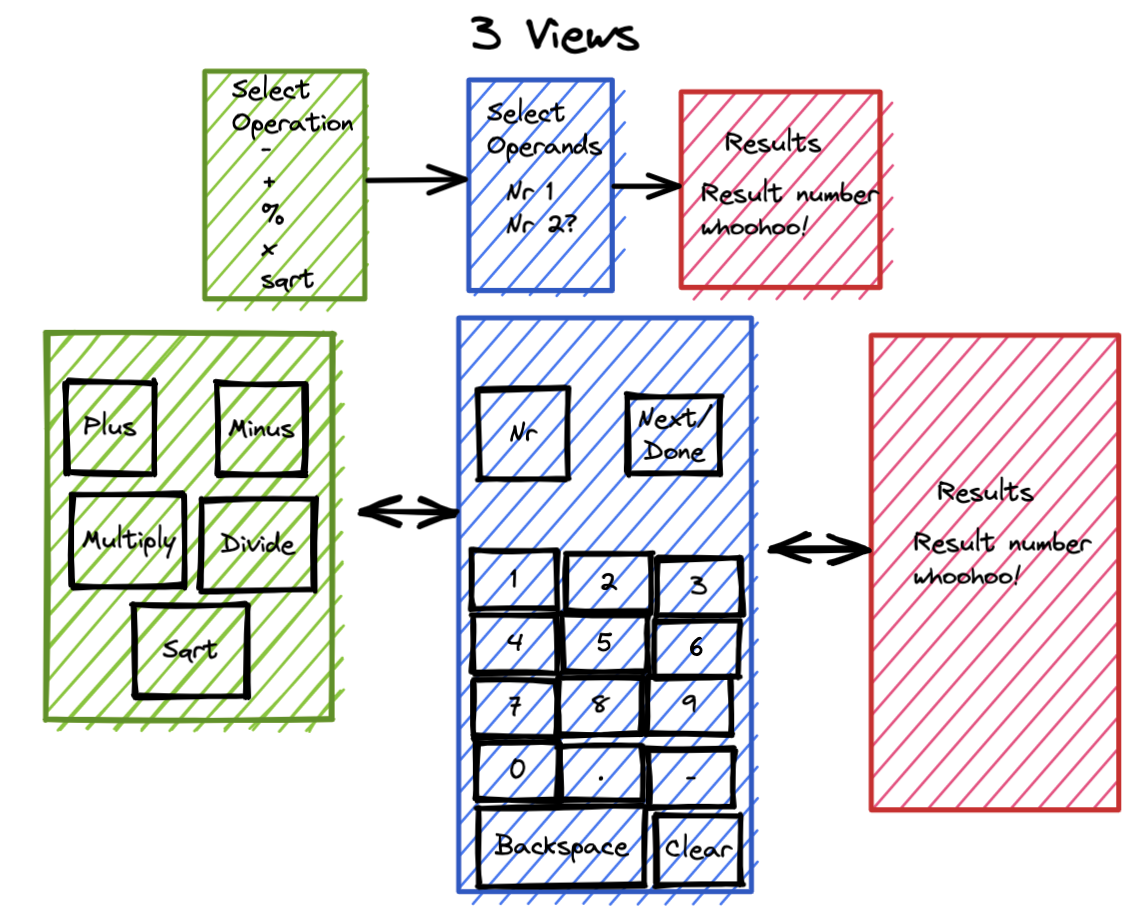 3 Views
Select
Operation
-
+
%
x
sqrt
Select
Operands
Nr 1
Nr 2?
Results
Result number
whoohoo!
Plus
Minus
Multiply
Divide
Sqrt
Nr
Next/
Done
1
2
3
4
5
6
7
8
9
0
.
-
Backspace
Clear
Results
Result number
whoohoo!